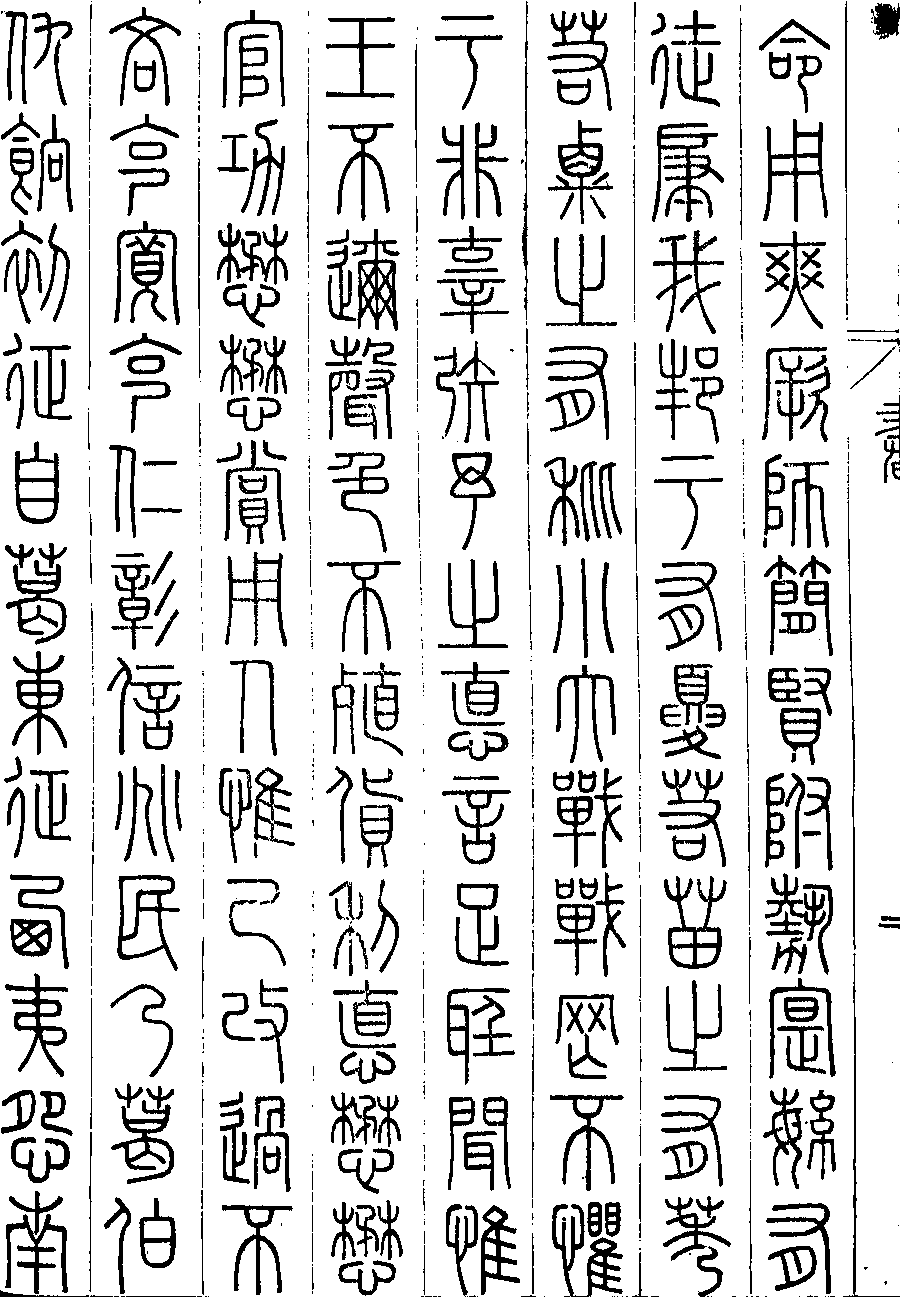 命用爽厥師簡賢附勢寔繁有
徒肇我邦于有夏若苗之有莠
若粟之有秕小大戰戰罔不懼
于非辜矧予之悳言足聽聞惟
王不邇聲色不殖貨利悳懋懋
官功懋懋賞用人惟己改過不
吝克寬克仁彰信兆民乃葛伯
仇餉初征自葛東征西夷怨南